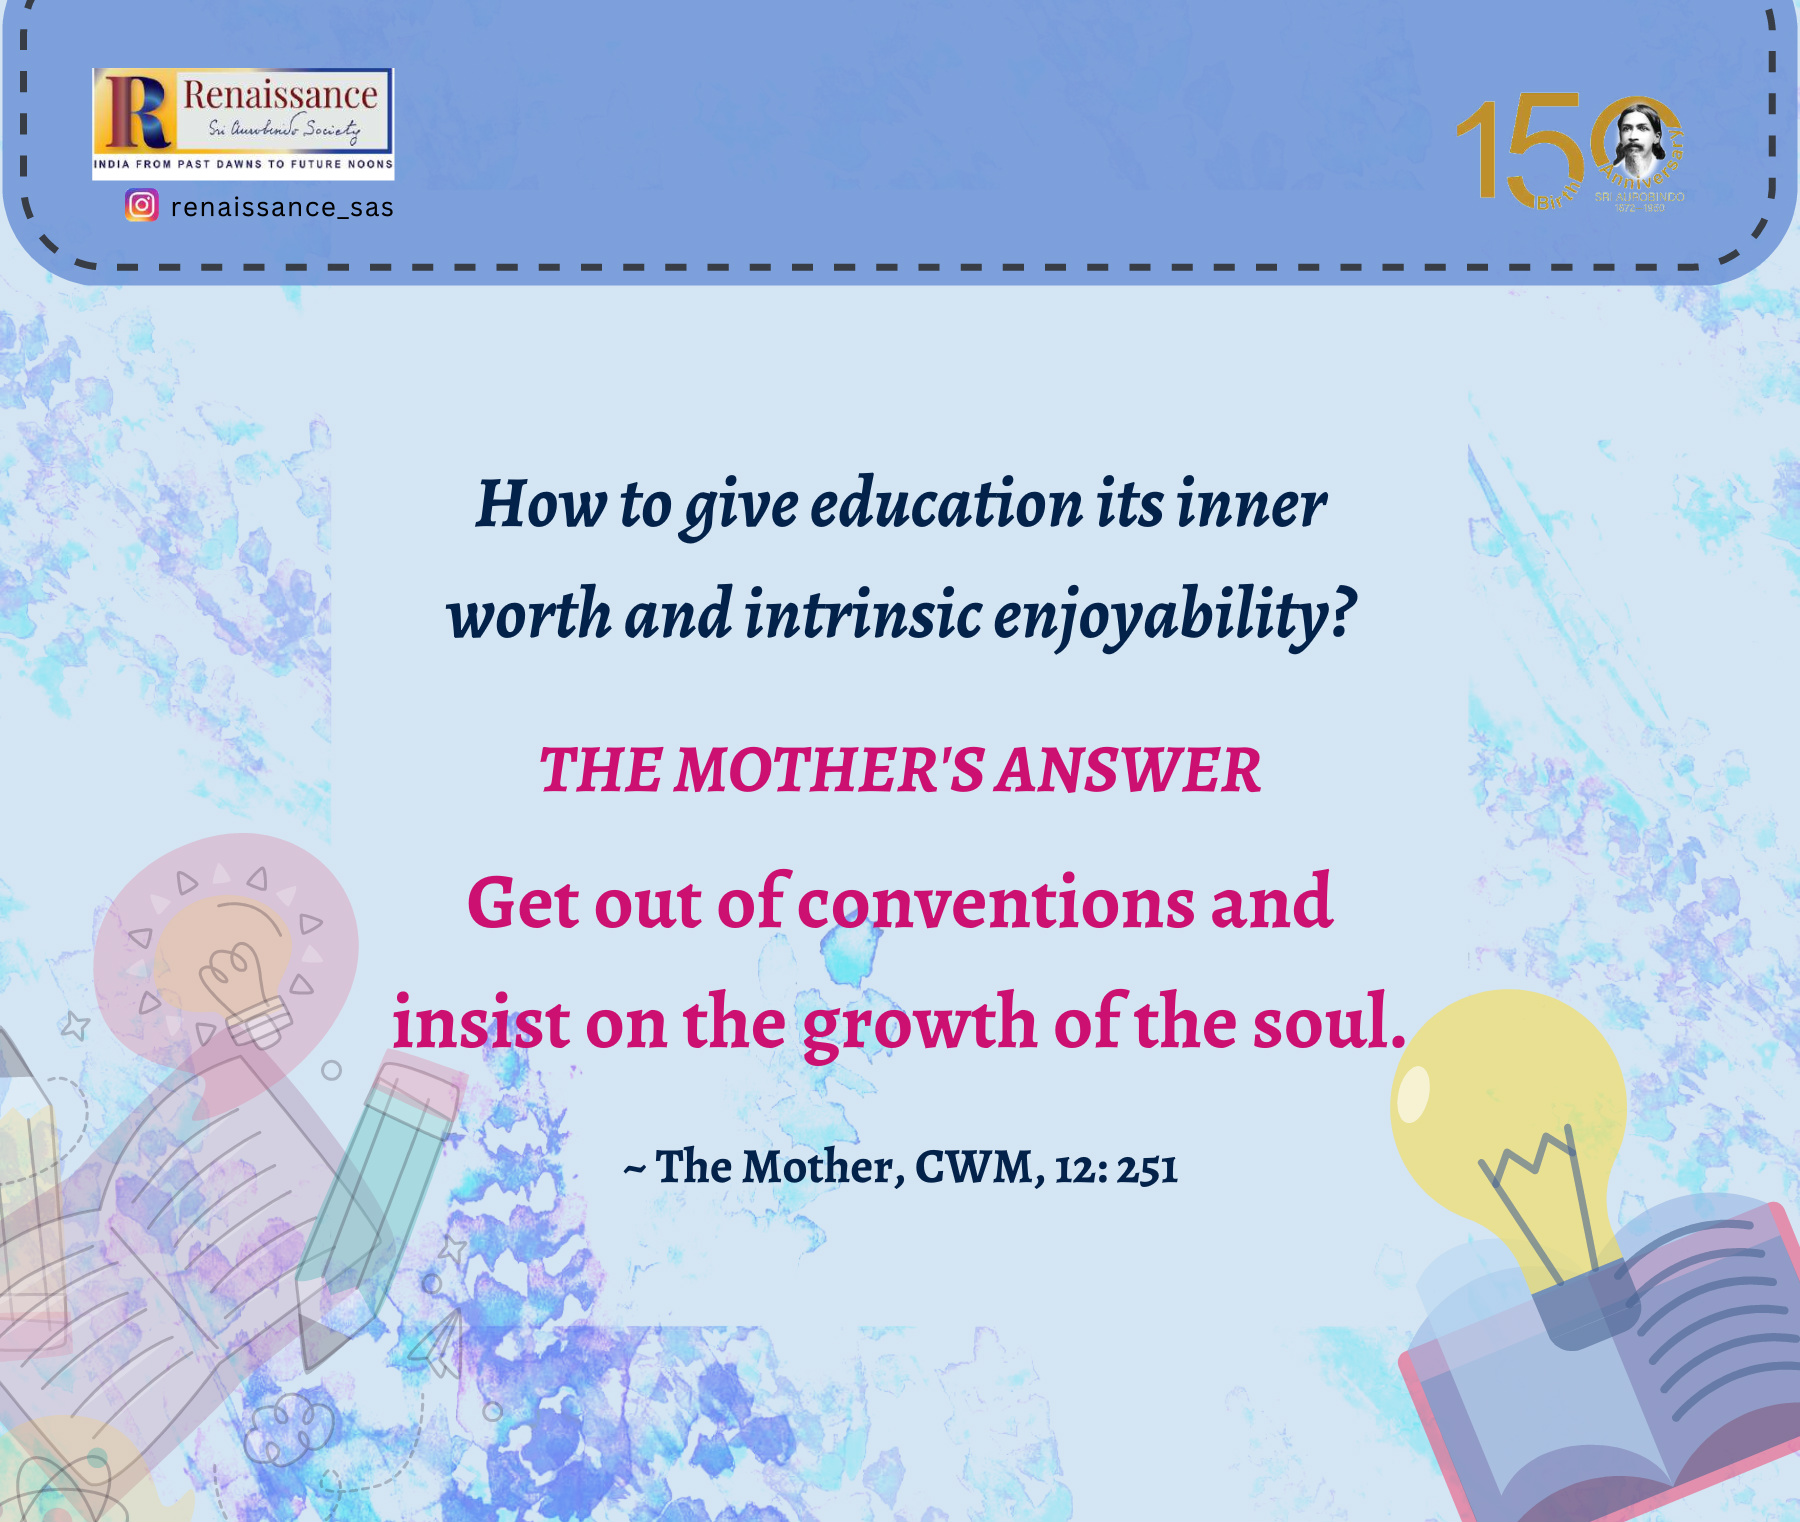 R Renaissance
Sri Aurobindo Society
INDIA FROM PAST DAWNS TO FUTURE NOONS
renaissance_sas
150
Birth Anniversary
SRI AUROBINDO
1872-1950
How to give education its inner
worth and intrinsic enjoyability?
THE MOTHER'S ANSWER
Get out of conventions and
insist on the growth of the soul.
~ The Mother, CWM, 12: 251